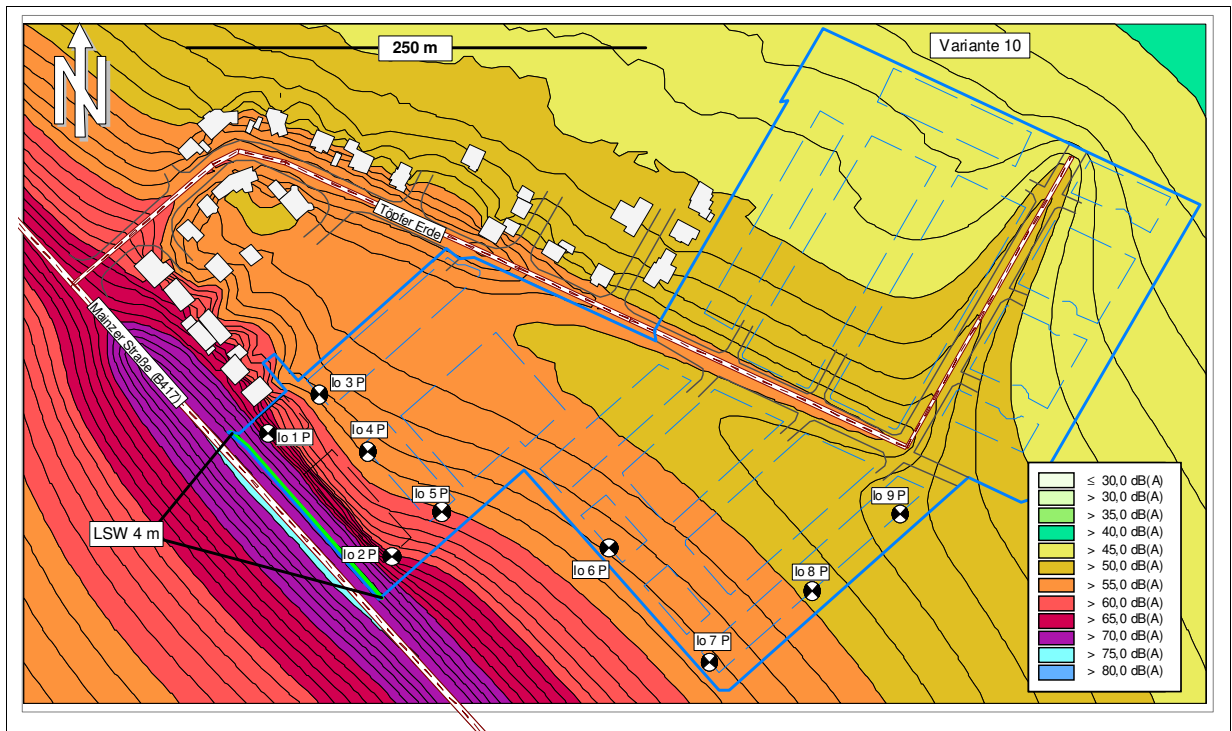 250 m
Variante 10
N
Töpfer Erde
Mainzer Straße (B417)
Io 3 P
Io 1 P
Io 4 P
Io 5 P
LSW 4 m
Io 2 P
Io 9 P
Io 6 P
Io 8 P
Io 7 P
≤ 30,0 dB(A)
> 30,0 dB(A)
> 35,0 dB(A)
> 40,0 dB(A)
> 45,0 dB(A)
> 50,0 dB(A)
> 55,0 dB(A)
> 60,0 dB(A)
> 65,0 dB(A)
> 70,0 dB(A)
> 75,0 dB(A)
> 80,0 dB(A)